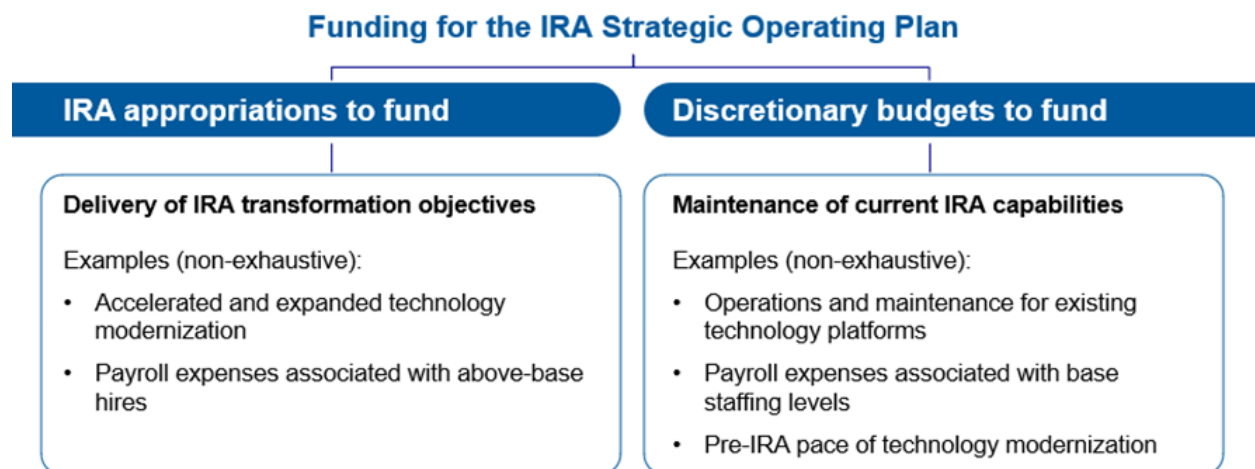 Funding for the IRA Strategic Operating Plan
IRA appropriations to fund
Delivery of IRA transformation objectives
Examples (non-exhaustive):
• Accelerated and expanded technology
modernization
• Payroll expenses associated with above-base
hires
Discretionary budgets to fund
Maintenance of current IRA capabilities
Examples (non-exhaustive):
• Operations and maintenance for existing
technology platforms
• Payroll expenses associated with base
staffing levels
• Pre-IRA pace of technology modernization